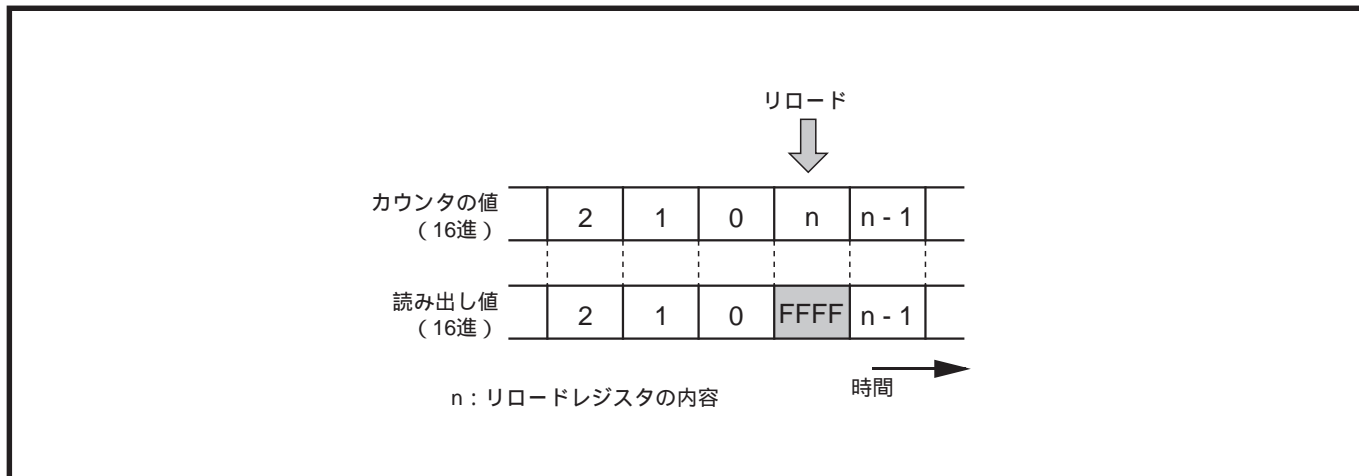 リロード
カウンタの値
(16進)
2 1 0 n n - 1
読み出し値
(16進)
2 1 0 FFFF n - 1
時間
n:リロードレジスタの内容